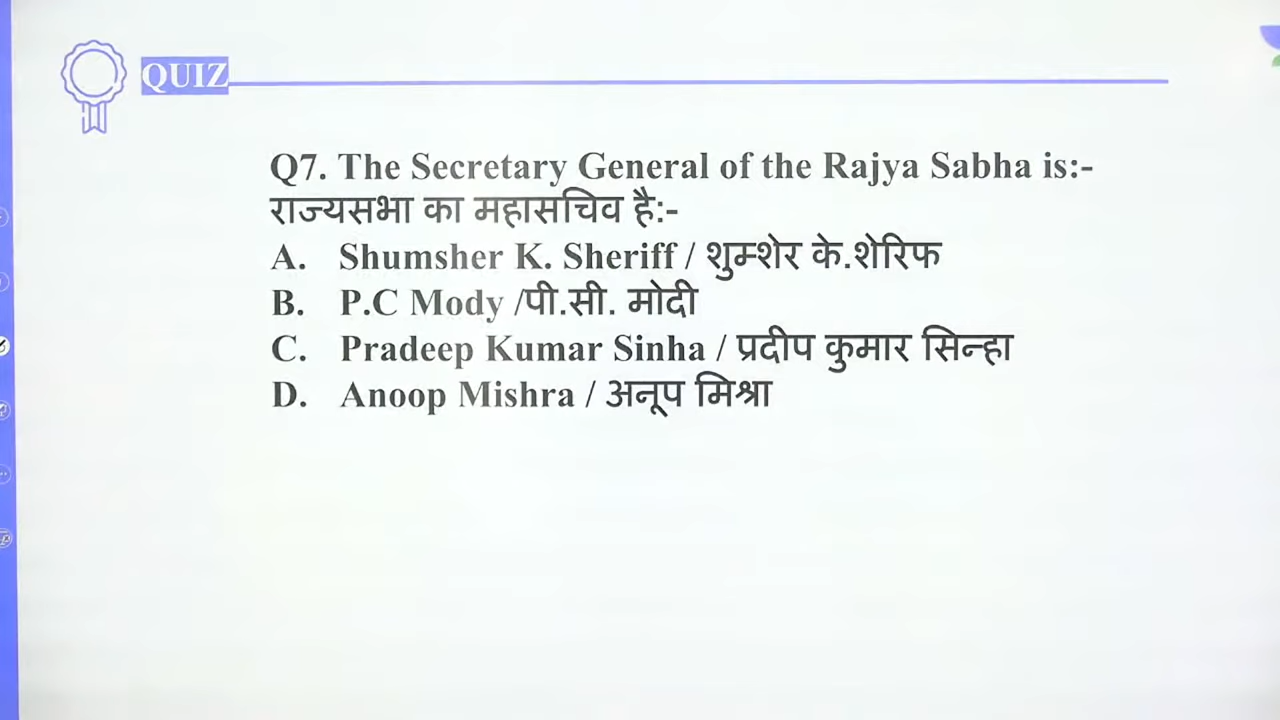 QUIZ
Q7. The Secretary General of the Rajya Sabha is:-
राज्यसभा का महासचिव है:-
A. Shumsher K. Sheriff / शुम्शेर के.शेरिफ
B. P.C Mody /पी.सी. मोदी
C. Pradeep Kumar Sinha / प्रदीप कुमार सिन्हा
D. Anoop Mishra / अनूप मिश्रा